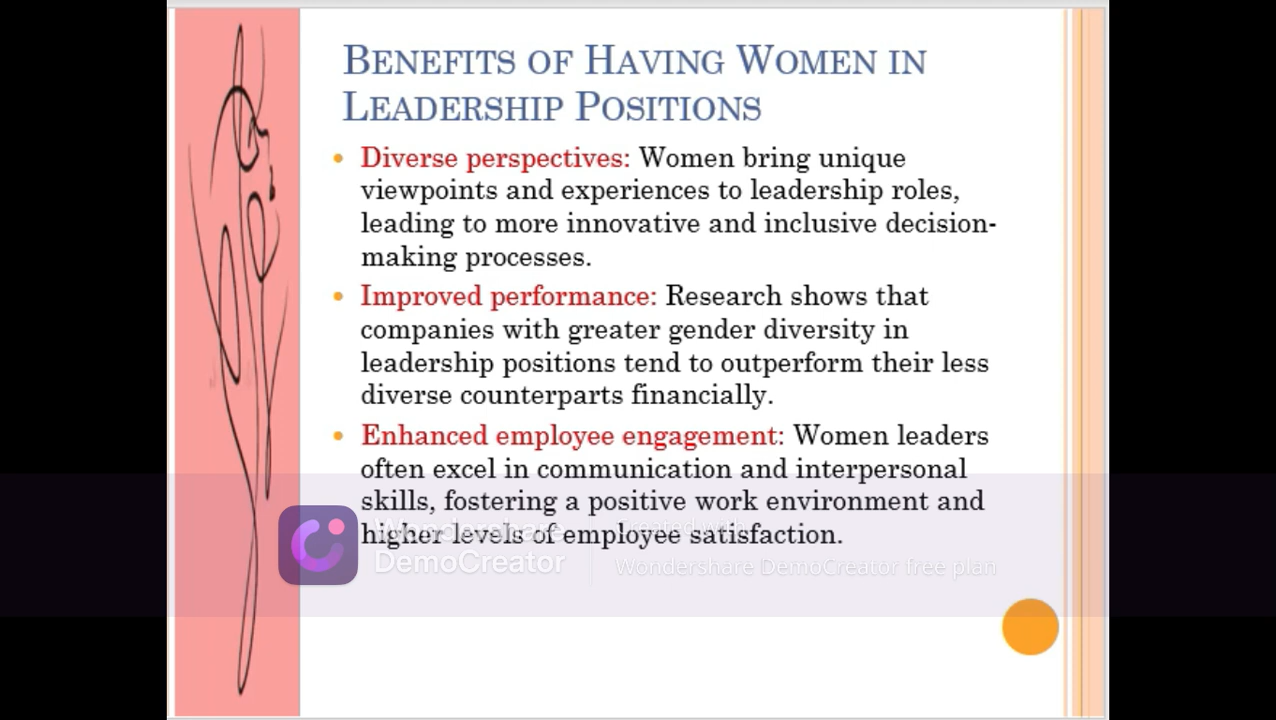 BENEFITS OF HAVING WOMEN IN
LEADERSHIP POSITIONS
• Diverse perspectives: Women bring unique
viewpoints and experiences to leadership roles,
leading to more innovative and inclusive decision-
making processes.
• Improved performance: Research shows that
companies with greater gender diversity in
leadership positions tend to outperform their less
diverse counterparts financially.
• Enhanced employee engagement: Women leaders
often excel in communication and interpersonal
skills, fostering a positive work environment and
higher levels of employee satisfaction.
Wondershare
DemoCreator
Created with
Wondershare DemoCreator free plan